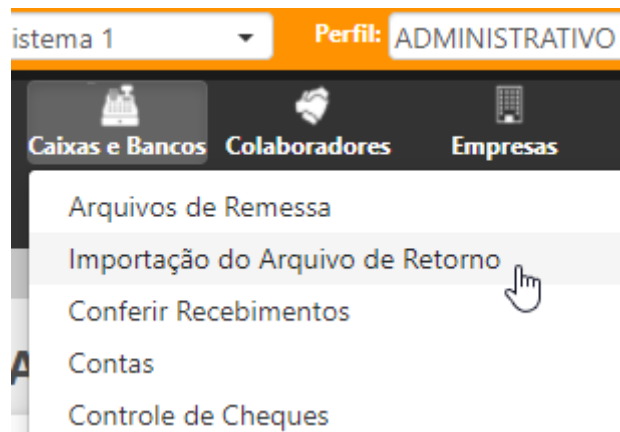 istema 1 Perfil: ADMINISTRATIVO
Caixas e Bancos Colaboradores Empresas
Arquivos de Remessa
Importação do Arquivo de Retorno
Conferir Recebimentos
Contas
Controle de Cheques